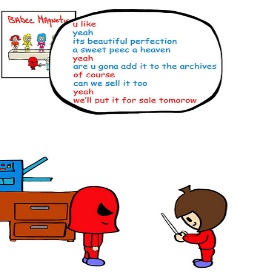 Babee Magnets
u like
yeah
its beautiful perfection
a sweet peec a heaven
yeah
are u gona add it to the archives
of course
can we sell it too
yeah
we'll put it for sale tomorow